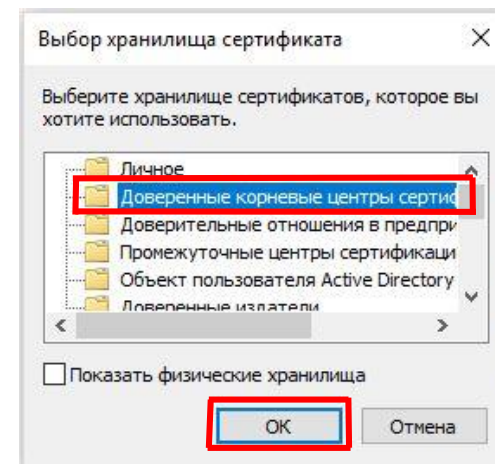 Выбор хранилища сертификата
Выберите хранилище сертификатов, которое вы
хотите использовать.
Личное
Доверенные корневые центры сертиф
Доверительные отношения в предпри
Промежуточные центры сертификаци
Объект пользователя Active Directory
Доверенные издатели
Показать физические хранилища
ОК
Отмена